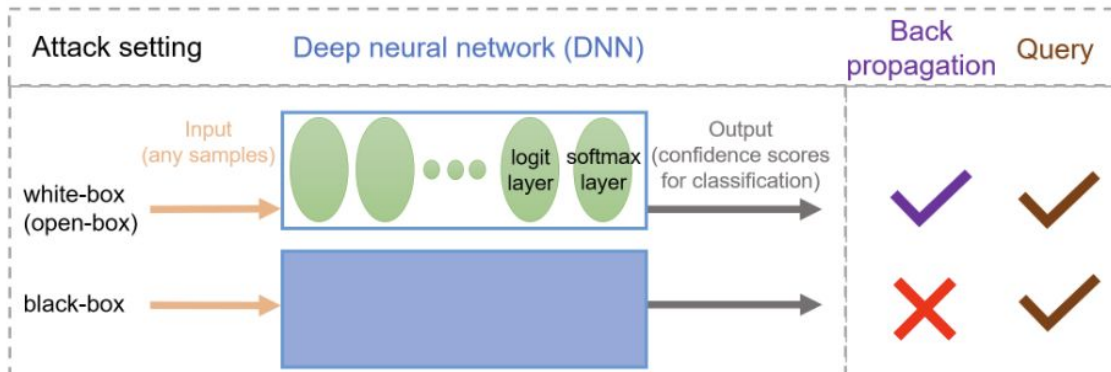 Attack setting
Deep neural network (DNN)
Back
propagation
Query
Input
(any samples)
logit
layer
softmax
layer
Output
(confidence scores
for classification)
white-box
(open-box)
black-box